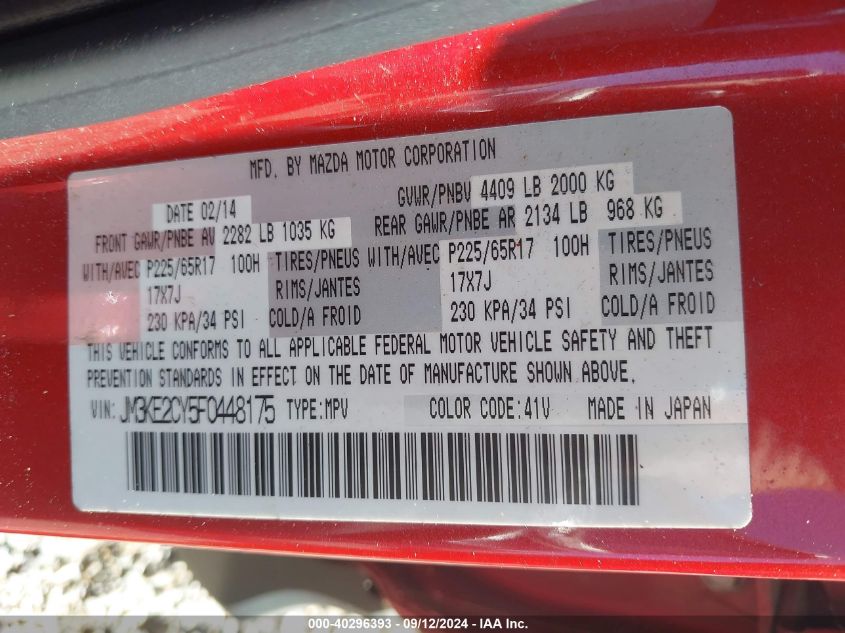 MFD. BY MAZDA MOTOR CORPORATION
DATE 02/14 GVWR/PNBV 4409 LB 2000 KG
FRONT GAWR/PNBE AV 2282 LB 1035 KG REAR GAWR/PNBE AR 2134 LB 968 KG
WITH/AVEC P225/65R17 100H TIRES/PNEUS WITH/AVEC P225/65R17 100H TIRES/PNEUS
17X7J RIMS/JANTES 17X7J RIMS/JANTES
230 KPA/34 PSI COLD/A FROID 230 KPA/34 PSI COLD/A FROID
THIS VEHICLE CONFORMS TO ALL APPLICABLE FEDERAL MOTOR VEHICLE SAFETY AND THEFT
PREVENTION STANDARDS IN EFFECT ON THE DATE OF MANUFACTURE SHOWN ABOVE.
VIN: JM3KE2CY5F0448175 TYPE:MPV COLOR CODE:41V MADE IN JAPAN
000-40296393 - 09/12/2024 - IAA Inc.